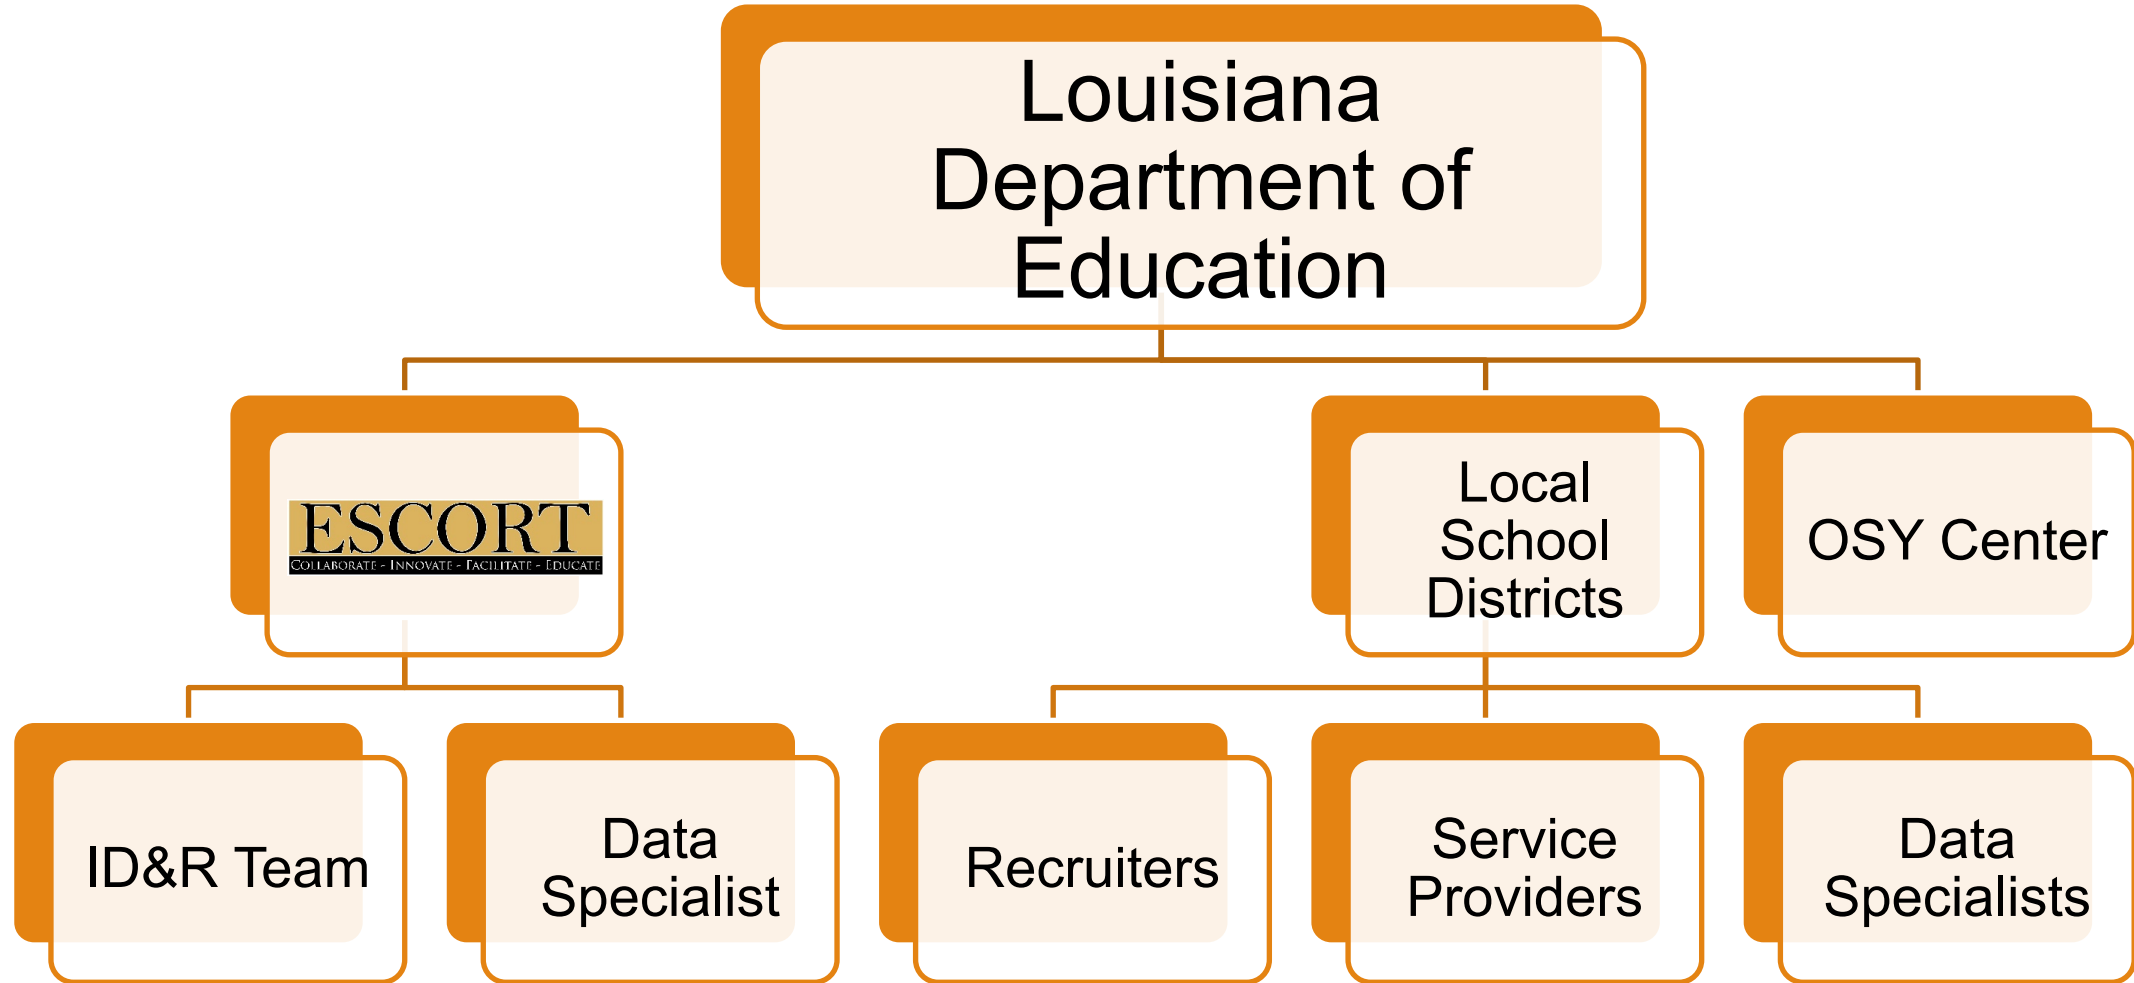 Louisiana
Department of
Education
ESCORT
COLLABORATE - INNOVATE - FACILITATE - EDUCATE
Local
School
Districts
OSY Center
ID&R Team
Data
Specialist
Recruiters
Service
Providers
Data
Specialists